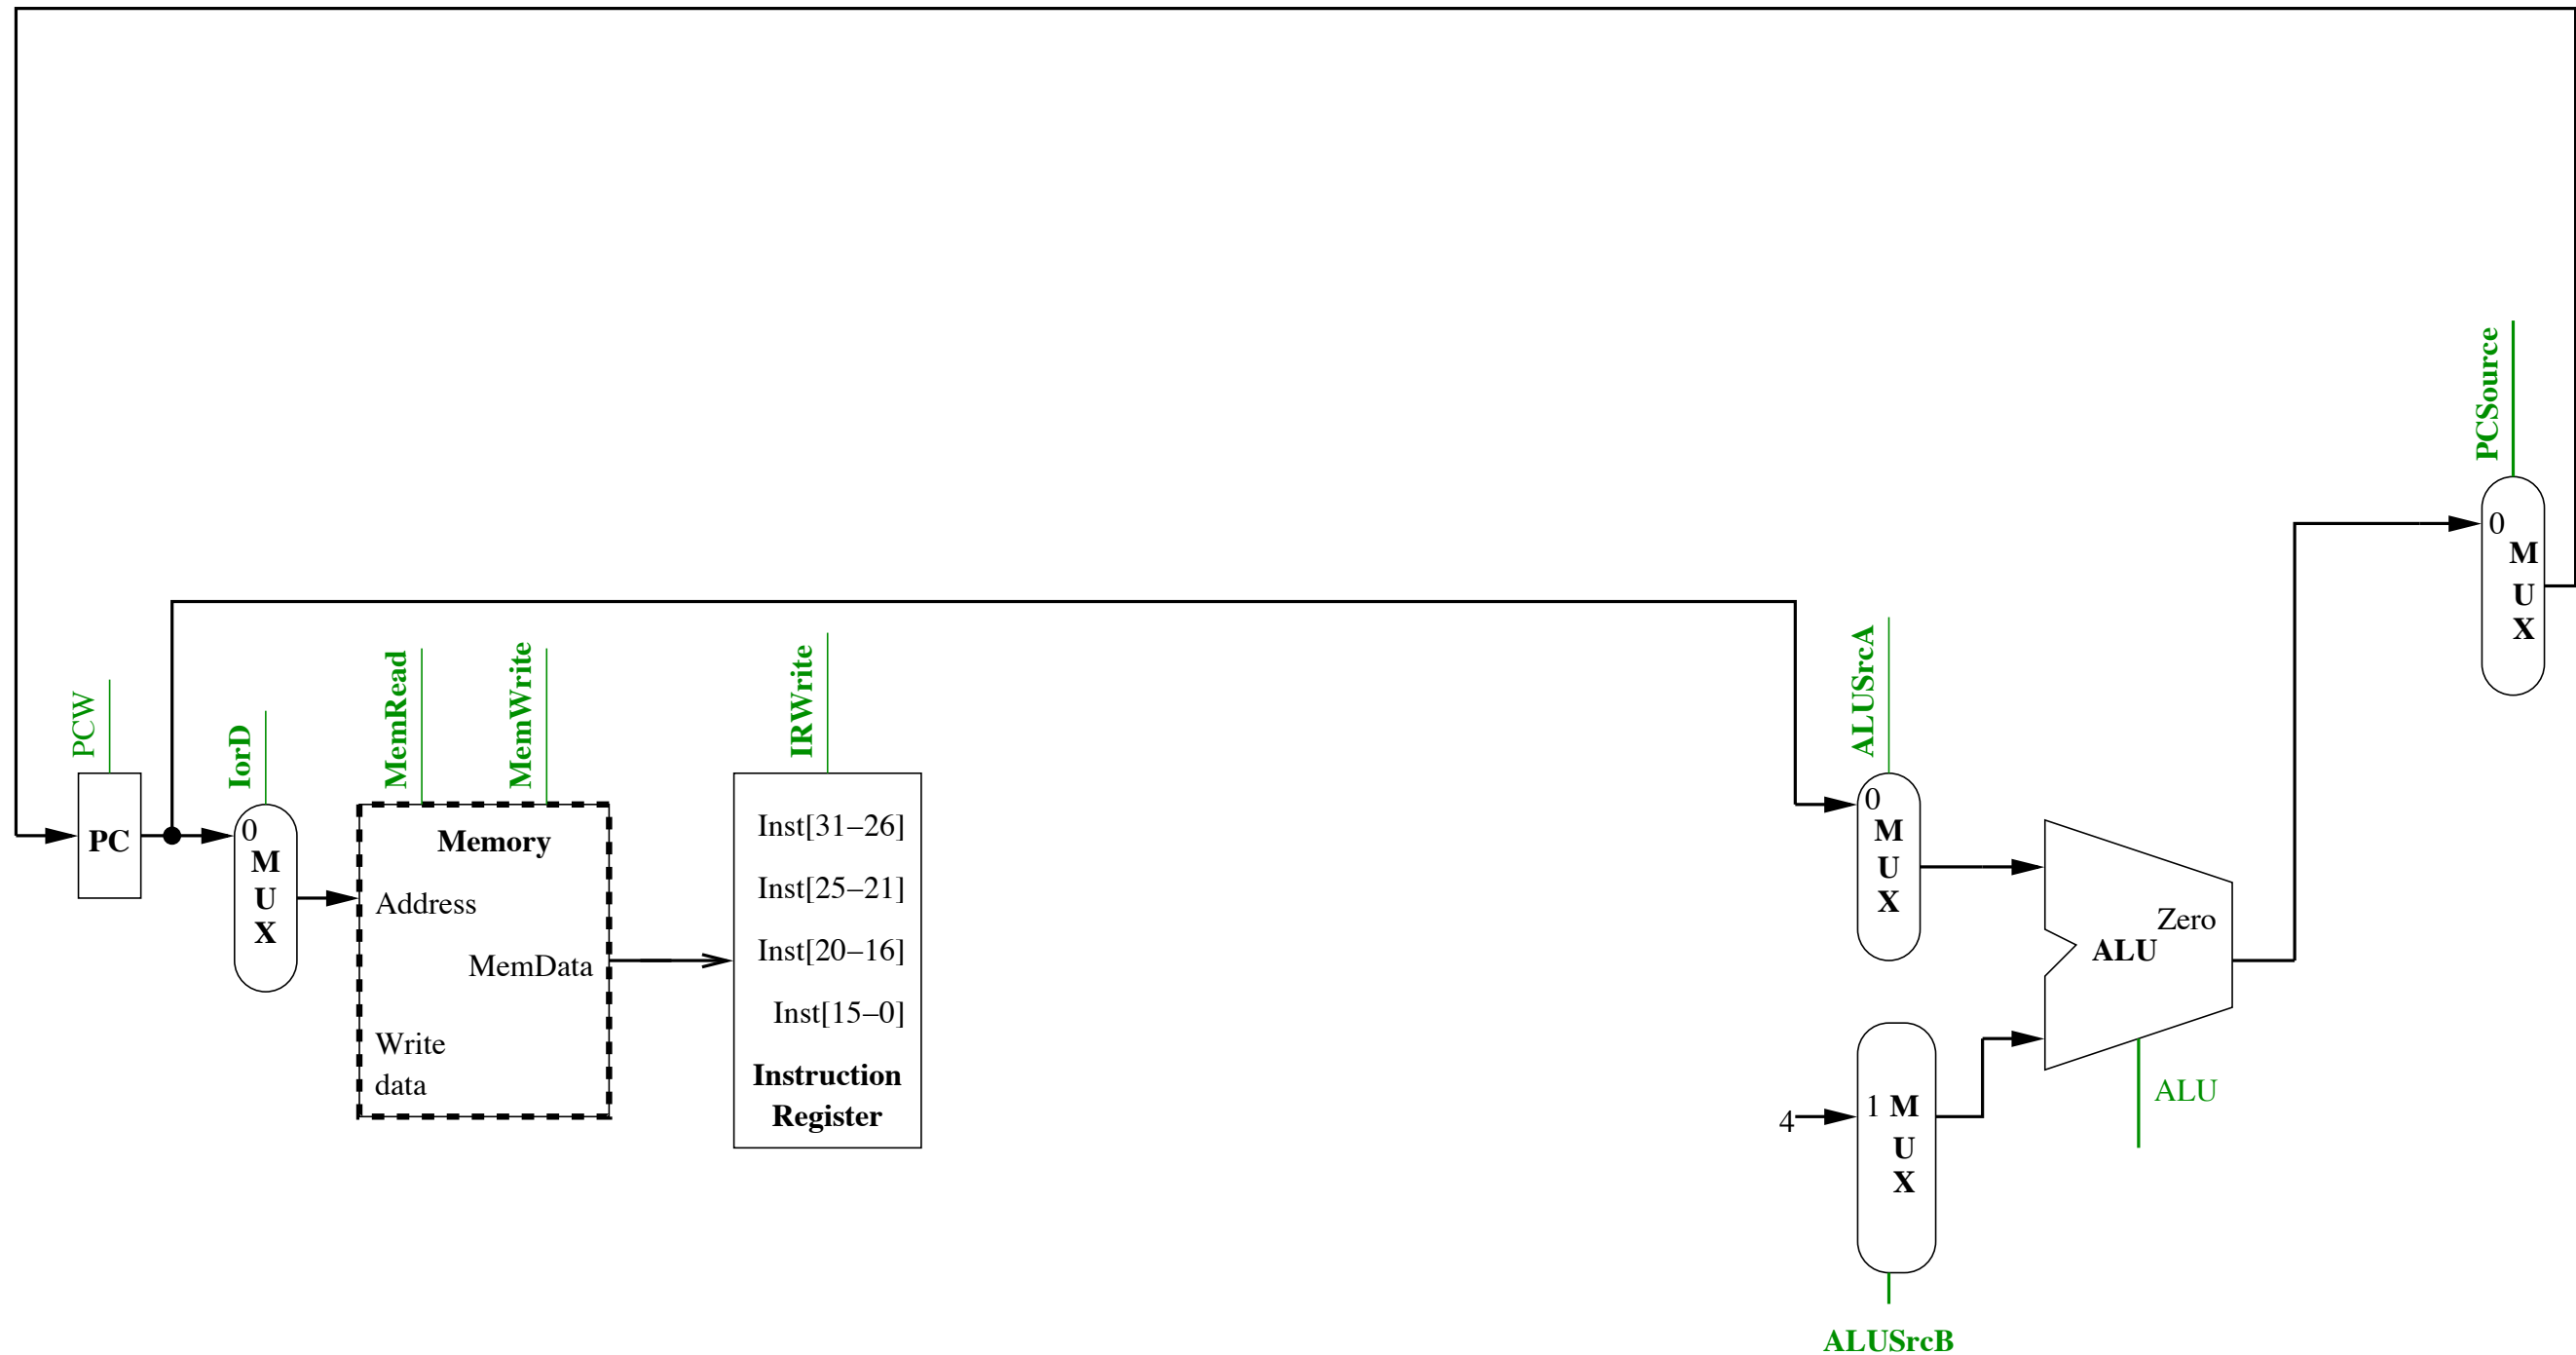 PCSource
0
M
U
X
PCW
IorD
MemRead
MemWrite
IRWrite
ALUSrcA
PC
0
M
U
X
Memory
Address
MemData
Write
data
Inst[31–26]
Inst[25–21]
Inst[20–16]
Inst[15–0]
Instruction
Register
0
M
U
X
Zero
ALU
4
1 M
U
X
ALU
ALUSrcB